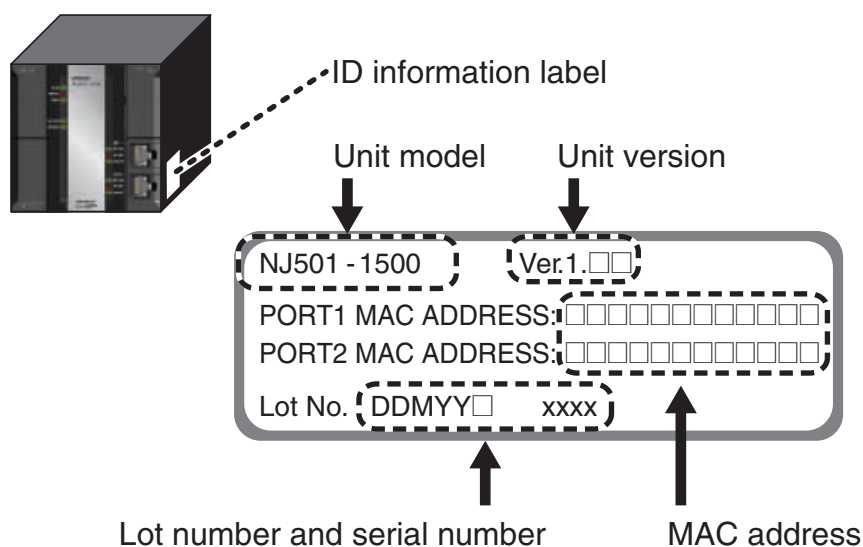 ID information label
Unit model Unit version
NJ501 - 1500 Ver.1.□□
PORT1 MAC ADDRESS: □□□□□□□□□□□□
PORT2 MAC ADDRESS: □□□□□□□□□□□□
Lot No. DDMYY□ xxxx
Lot number and serial number MAC address